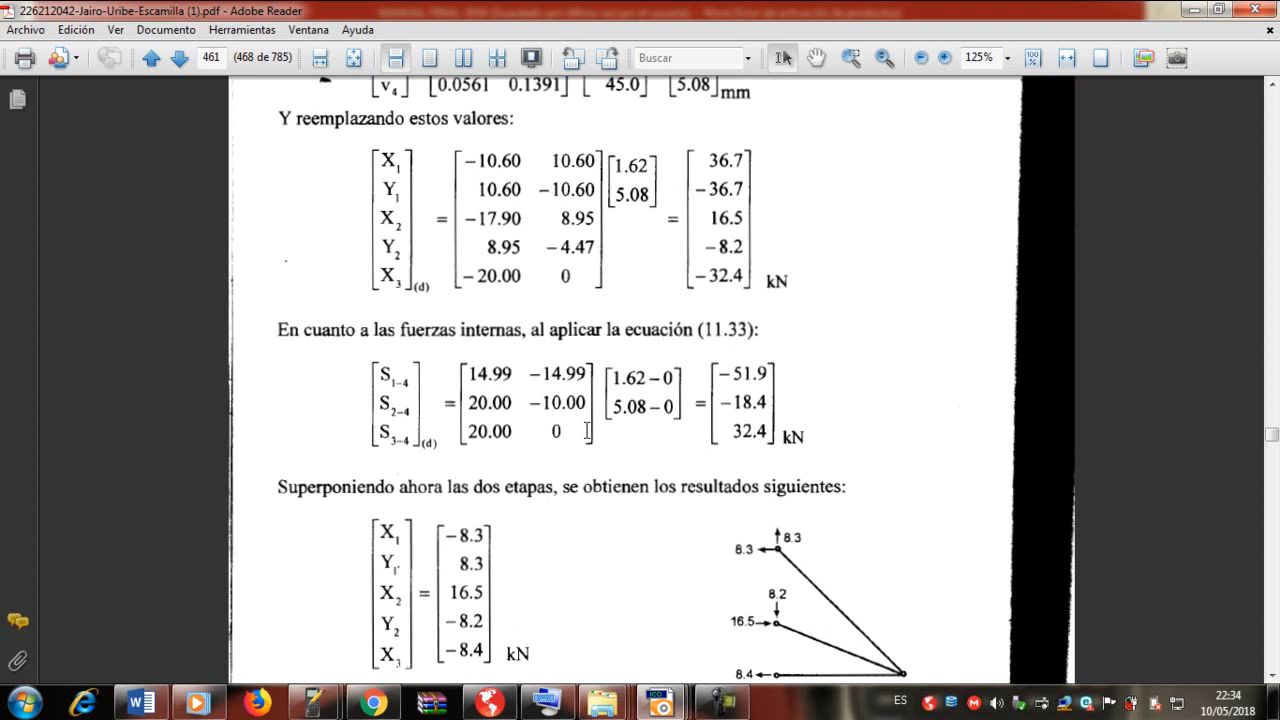 226212042-Jairo-Uribe-Escamilla (1).pdf - Adobe Reader
Archivo Edición Ver Documento Herramientas Ventana Ayuda
461 (468 de 785) Buscar 125%
[v4] [0.0561 0.1391] [45.0] [5.08] mm
Y reemplazando estos valores:
X1 −10.60 10.60 1.62 36.7
Y1 10.60 −10.60 5.08 −36.7
X2 = −17.90 8.95 = 16.5
Y2 8.95 −4.47 −8.2
X3 (d) −20.00 0 −32.4 kN
En cuanto a las fuerzas internas, al aplicar la ecuación (11.33):
S1−4 14.99 −14.99 1.62 − 0 −51.9
S2−4 = 20.00 −10.00 5.08 − 0 = −18.4
S3−4 (d) 20.00 0 32.4 kN
Superponiendo ahora las dos etapas, se obtienen los resultados siguientes:
X1 −8.3
Y1 8.3
X2 = 16.5
Y2 −8.2
X3 −8.4 kN
8.3
8.3
8.2
16.5
8.4
ES
22:34
10/05/2018